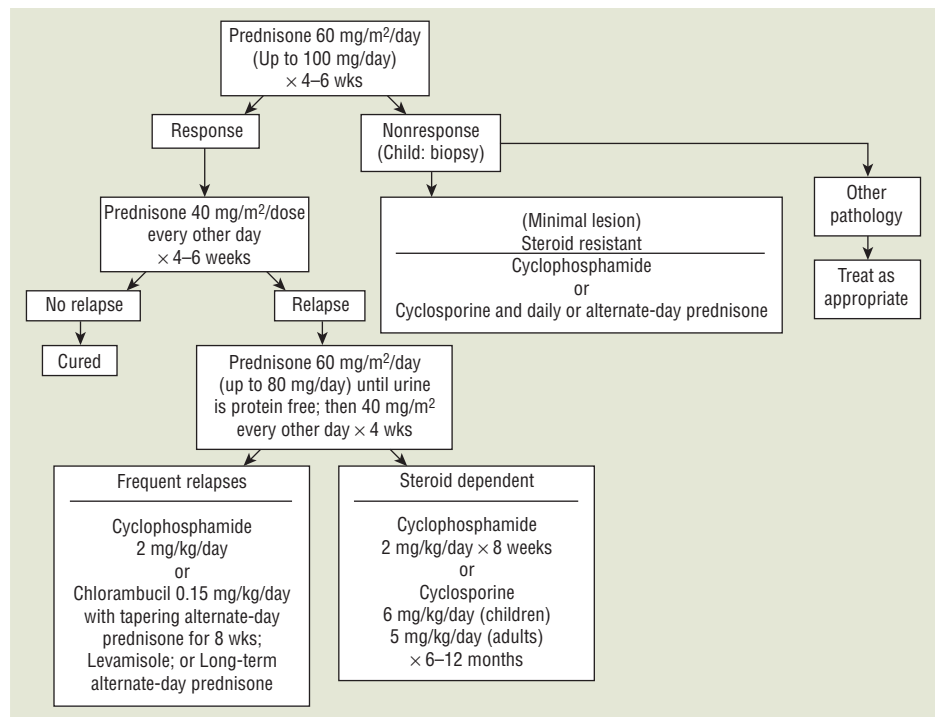 Prednisone 60 mg/m²/day
(Up to 100 mg/day)
× 4–6 wks
Response
Nonresponse
(Child: biopsy)
Other
pathology
Treat as
appropriate
(Minimal lesion)
Steroid resistant
Cyclophosphamide
or
Cyclosporine and daily or alternate-day prednisone
Prednisone 40 mg/m²/dose
every other day
× 4–6 weeks
No relapse
Relapse
Cured
Prednisone 60 mg/m²/day
(up to 80 mg/day) until urine
is protein free; then 40 mg/m²
every other day × 4 wks
Frequent relapses
Cyclophosphamide
2 mg/kg/day
or
Chlorambucil 0.15 mg/kg/day
with tapering alternate-day
prednisone for 8 wks;
Levamisole; or Long-term
alternate-day prednisone
Steroid dependent
Cyclophosphamide
2 mg/kg/day × 8 weeks
or
Cyclosporine
6 mg/kg/day (children)
5 mg/kg/day (adults)
× 6–12 months